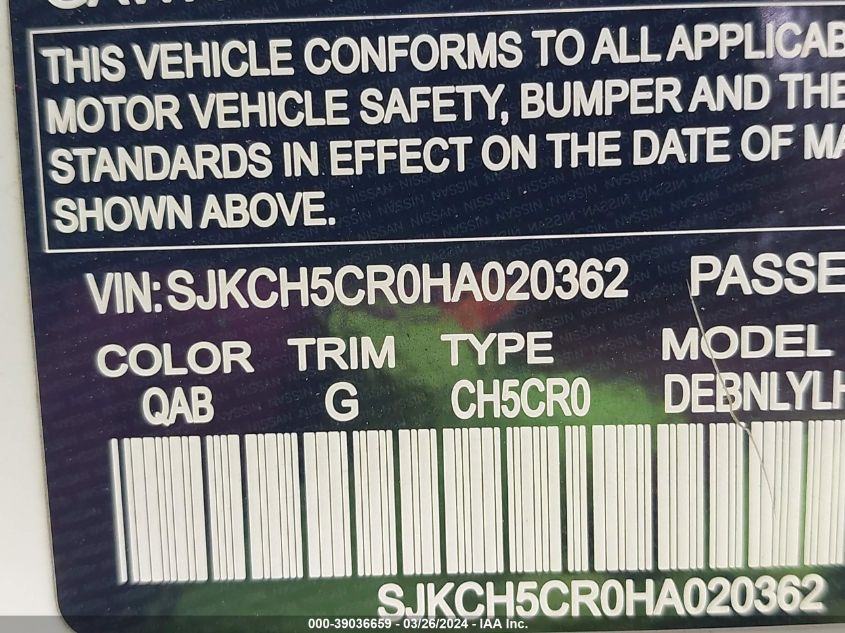 THIS VEHICLE CONFORMS TO ALL APPLICAB
MOTOR VEHICLE SAFETY, BUMPER AND THE
STANDARDS IN EFFECT ON THE DATE OF MA
SHOWN ABOVE.
VIN: SJKCH5CR0HA020362 PASSE
COLOR TRIM TYPE MODEL
QAB G CH5CR0 DEBNLYLH
SJKCH5CR0HA020362
000-39036659 — 03/26/2024 — IAA Inc.